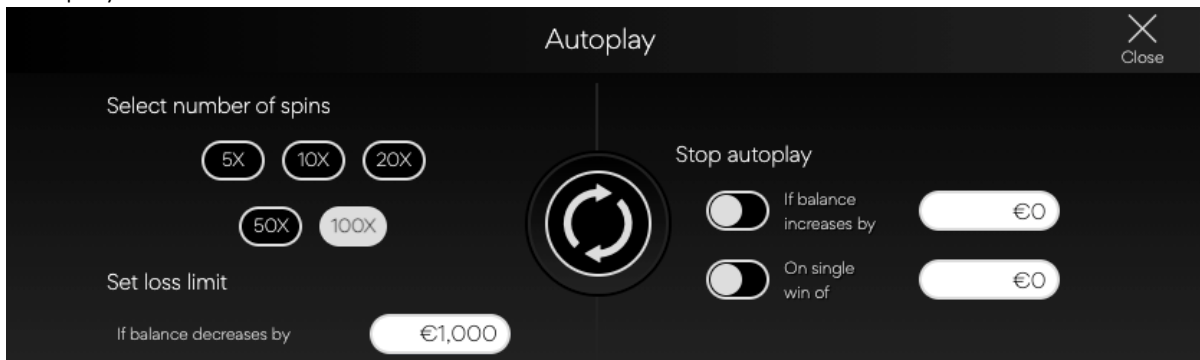 Autoplay
Close
Select number of spins
5X 10X 20X
50X 100X
Set loss limit
If balance decreases by €1,000
Stop autoplay
If balance
increases by €0
On single
win of €0